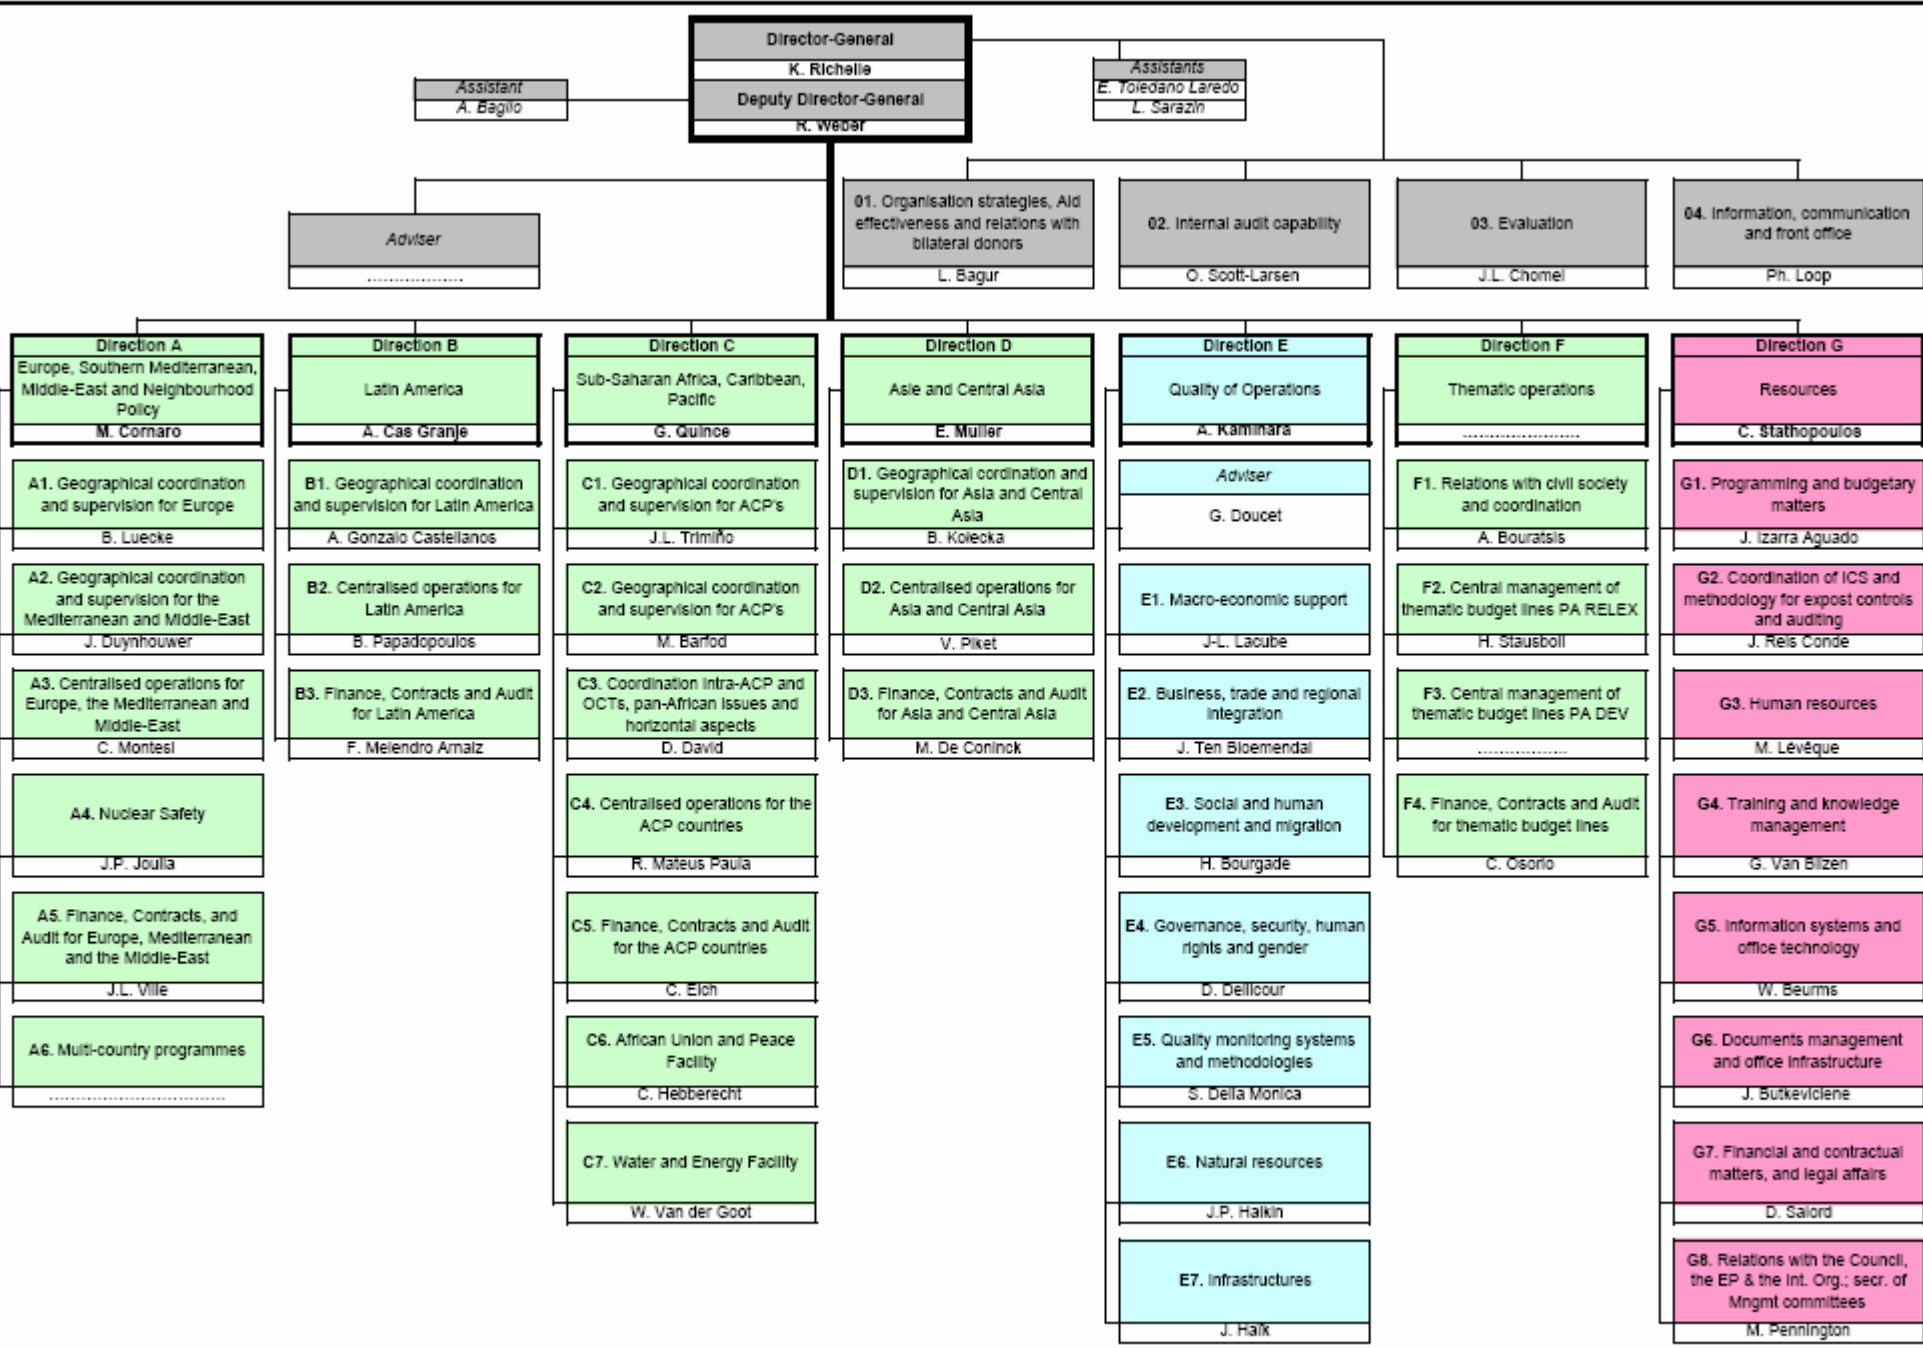 Director-General
K. Richelle
Deputy Director-General
R. Weber
Assistant
A. Baglio
Assistants
E. Toledano Laredo
L. Sarazin
Adviser
....................
01. Organisation strategies, Aid
effectiveness and relations with
bilateral donors
L. Bagur
02. Internal audit capability
O. Scott-Larsen
03. Evaluation
J.L. Chomel
04. Information, communication
and front office
Ph. Loop
Direction A
Europe, Southern Mediterranean,
Middle-East and Neighbourhood
Policy
M. Cornaro
A1. Geographical coordination
and supervision for Europe
B. Luecke
A2. Geographical coordination
and supervision for the
Mediterranean and Middle-East
J. Duynhouwer
A3. Centralised operations for
Europe, the Mediterranean and
Middle-East
C. Montesi
A4. Nuclear Safety
J.P. Joulia
A5. Finance, Contracts, and
Audit for Europe, Mediterranean
and the Middle-East
J.L. Ville
A6. Multi-country programmes
....................................
Direction B
Latin America
A. Cas Granje
B1. Geographical coordination
and supervision for Latin America
A. Gonzalo Castellanos
B2. Centralised operations for
Latin America
B. Papadopoulos
B3. Finance, Contracts and Audit
for Latin America
F. Melendro Arnaiz
Direction C
Sub-Saharan Africa, Caribbean,
Pacific
G. Quince
C1. Geographical coordination
and supervision for ACP's
J.L. Trimiño
C2. Geographical coordination
and supervision for ACP's
M. Barfod
C3. Coordination intra-ACP and
OCTs, pan-African issues and
horizontal aspects
D. David
C4. Centralised operations for the
ACP countries
R. Mateus Paula
C5. Finance, Contracts and Audit
for the ACP countries
C. Eich
C6. African Union and Peace
Facility
C. Hebberecht
C7. Water and Energy Facility
W. Van der Goot
Direction D
Asie and Central Asia
E. Muller
D1. Geographical cordination and
supervision for Asia and Central
Asia
B. Kolecka
D2. Centralised operations for
Asia and Central Asia
V. Piket
D3. Finance, Contracts and Audit
for Asia and Central Asia
M. De Coninck
Direction E
Quality of Operations
A. Kaminara
Adviser
G. Doucet
E1. Macro-economic support
J-L. Lacube
E2. Business, trade and regional
integration
J. Ten Bloemendal
E3. Social and human
development and migration
H. Bourgade
E4. Governance, security, human
rights and gender
D. Dellicour
E5. Quality monitoring systems
and methodologies
S. Della Monica
E6. Natural resources
J.P. Halkin
E7. Infrastructures
J. Haïk
Direction F
Thematic operations
........................
F1. Relations with civil society
and coordination
A. Bouratsis
F2. Central management of
thematic budget lines PA RELEX
H. Stausboll
F3. Central management of
thematic budget lines PA DEV
..................
F4. Finance, Contracts and Audit
for thematic budget lines
C. Osorio
Direction G
Resources
C. Stathopoulos
G1. Programming and budgetary
matters
J. Izarra Aguado
G2. Coordination of ICS and
methodology for expost controls
and auditing
J. Reis Conde
G3. Human resources
M. Lévêque
G4. Training and knowledge
management
G. Van Bilzen
G5. Information systems and
office technology
W. Beurms
G6. Documents management
and office infrastructure
J. Butkeviciene
G7. Financial and contractual
matters, and legal affairs
D. Salord
G8. Relations with the Council,
the EP & the Int. Org.; secr. of
Mngmt committees
M. Pennington